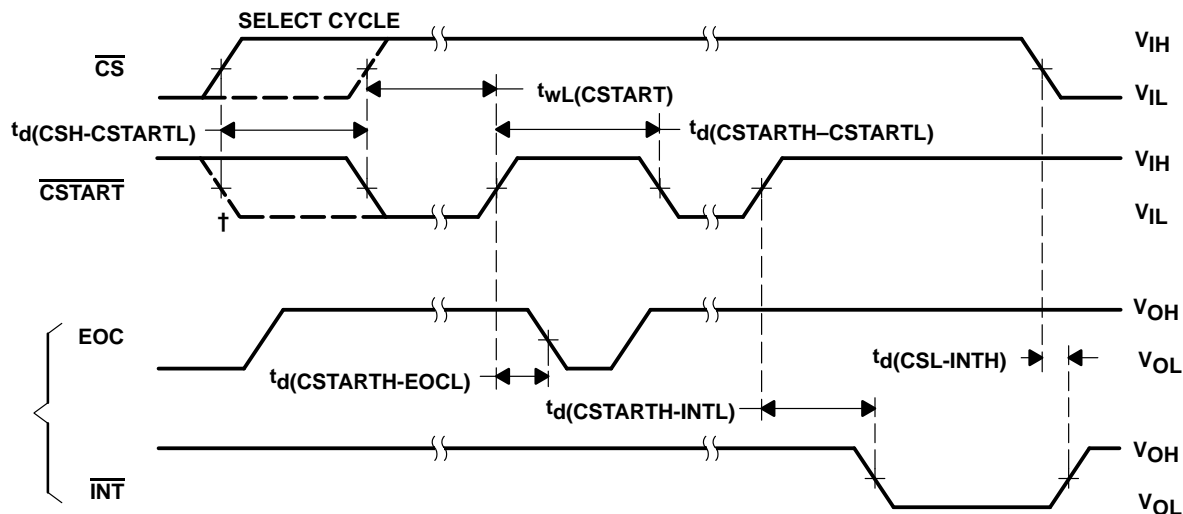 SELECT CYCLE
CS
VIH
VIL
twL(CSTART)
td(CSH-CSTARTL)
td(CSTARTH–CSTARTL)
CSTART
VIH
VIL
†
EOC
VOH
VOL
td(CSTARTH-EOCL)
td(CSL-INTH)
td(CSTARTH-INTL)
INT
VOH
VOL